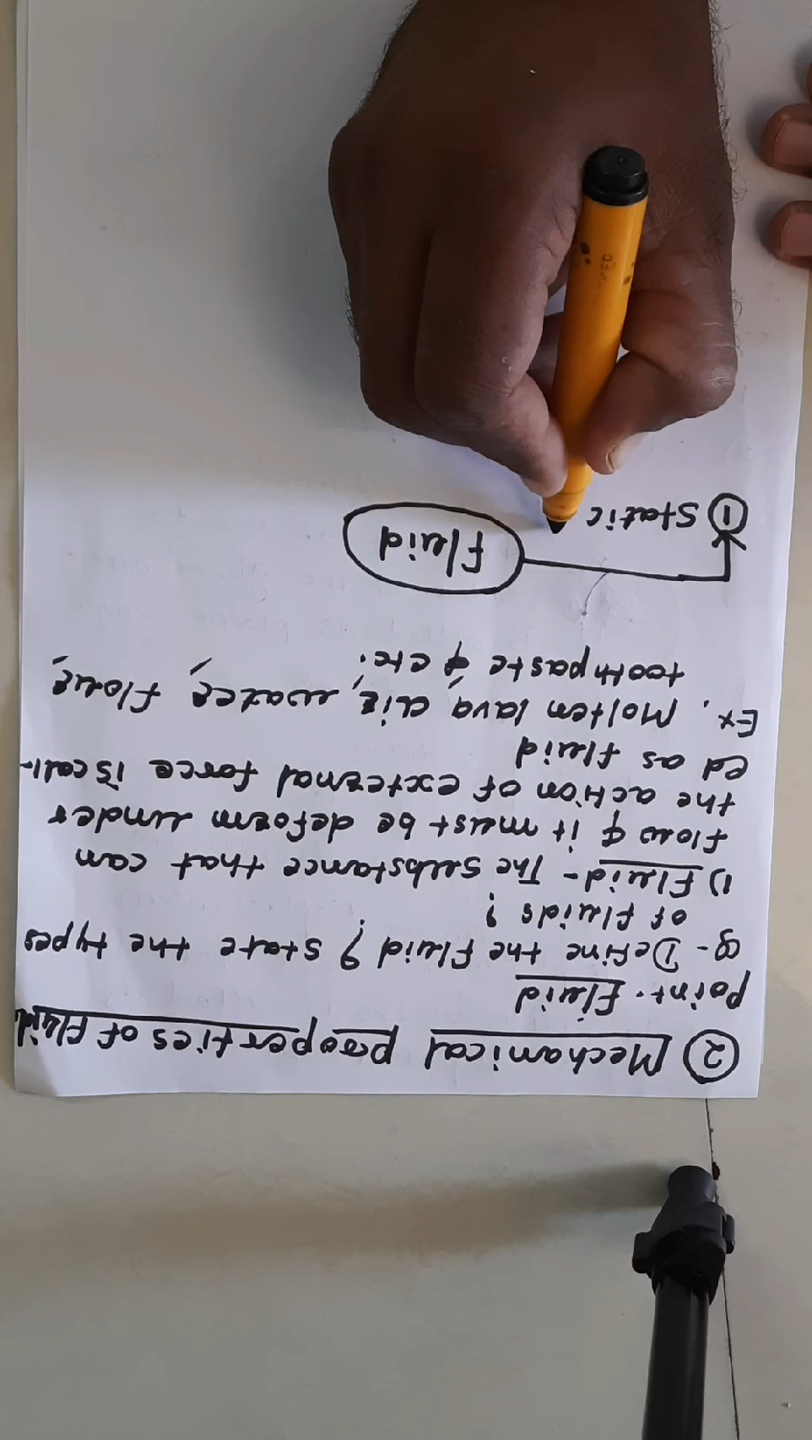 ② Mechanical properties of Fluid
Point. Fluid
Q- Define the Fluid? State the types
of Fluids?
1) Fluid - The Substance that can
flow & it must be deform under
the action of external force is call-
ed as fluid
Ex. Molten lava, air, water, flour,
toothpaste & etc.
Fluid
① Static